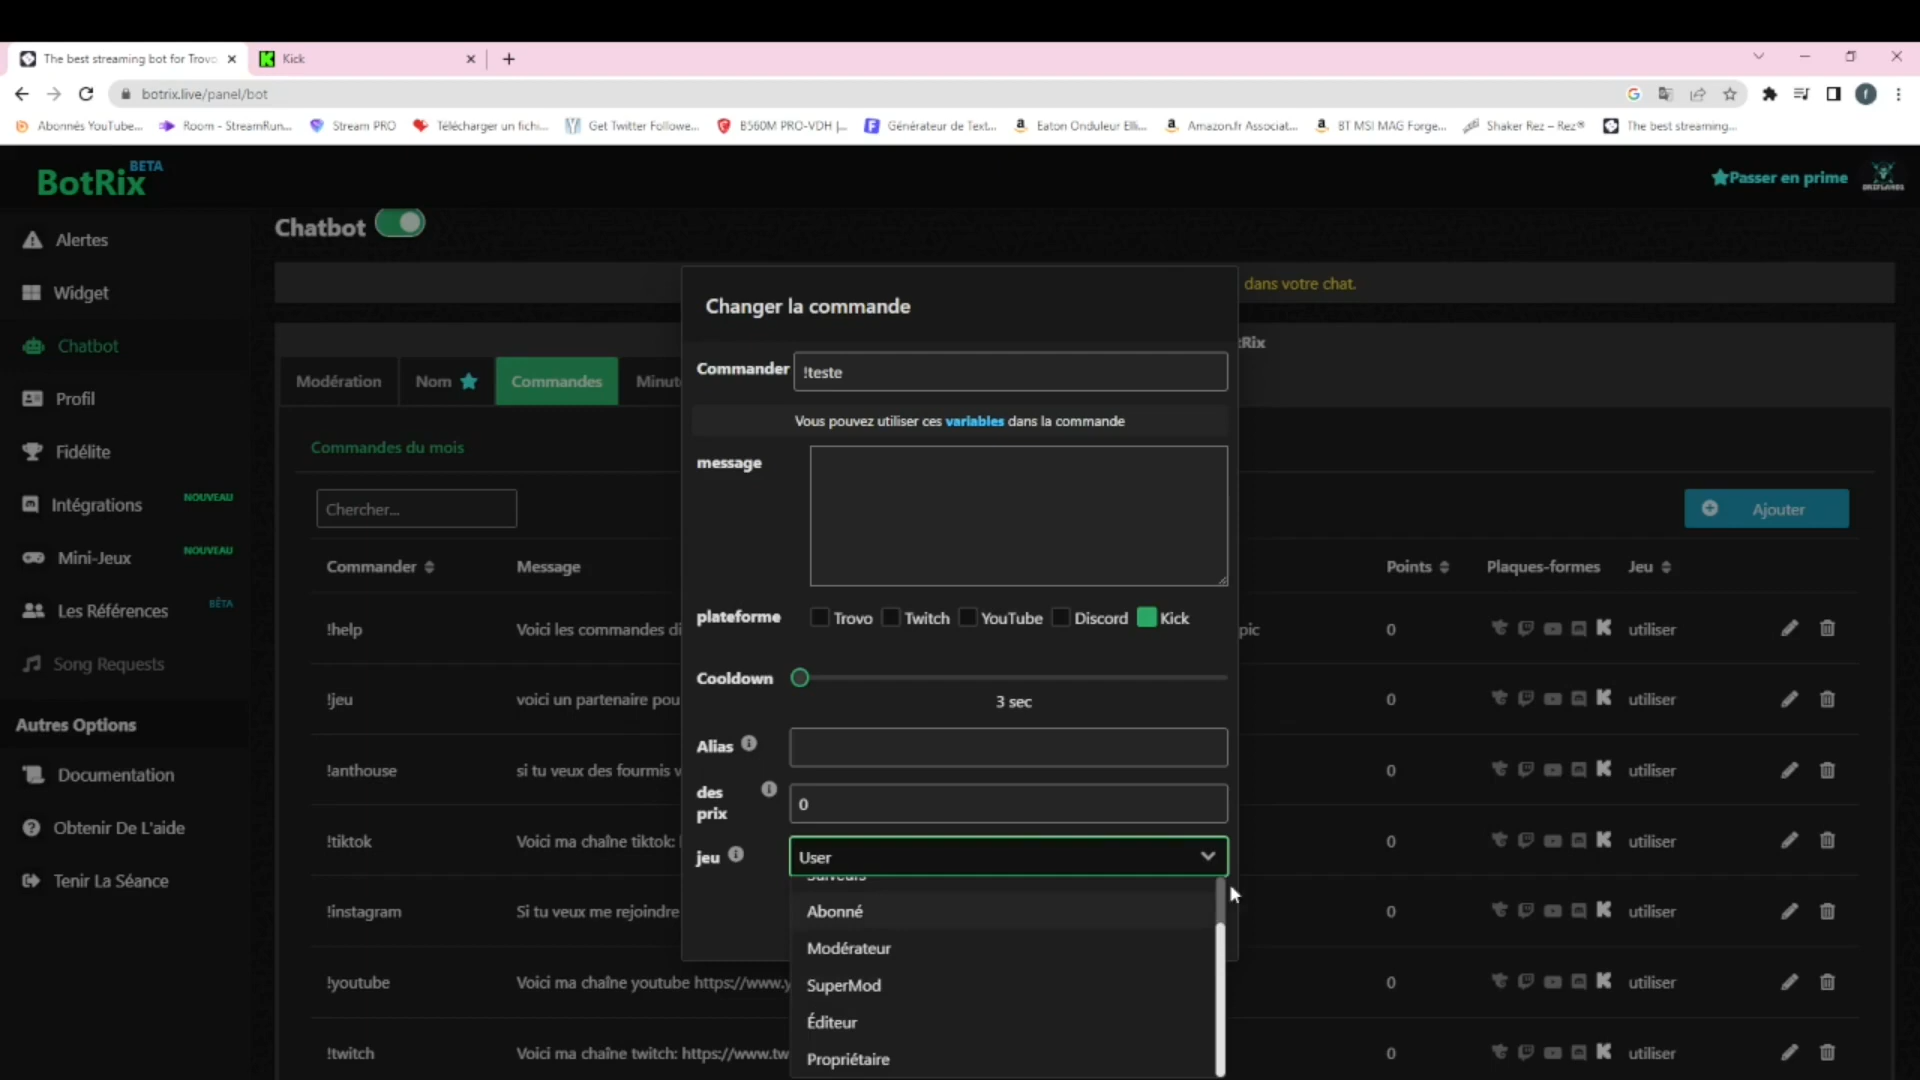 The best streaming bot for Trovo
Kick
botrix.live/panel/bot
Abonnés YouTube...
Room - StreamRun...
Stream PRO
Télécharger un fichi...
Get Twitter Followe...
B560M PRO-VDH |...
Générateur de Text...
Eaton Onduleur Elli...
Amazon.fr Associat...
BT MSI MAG Forge...
Shaker Rez – Rez®
The best streaming...
BotRix BETA
Passer en prime
Alertes
Widget
Chatbot
Profil
Fidélite
Intégrations NOUVEAU
Mini-Jeux NOUVEAU
Les Références BÊTA
Song Requests
Autres Options
Documentation
Obtenir De L'aide
Tenir La Séance
Chatbot
dans votre chat.
tRix
Modération
Nom
Commandes
Minut
Commandes du mois
Chercher...
Ajouter
Commander
Message
Points
Plaques-formes
Jeu
!help
Voici les commandes di
pic
0
utiliser
!jeu
voici un partenaire pou
0
utiliser
!anthouse
si tu veux des fourmis v
0
utiliser
!tiktok
Voici ma chaîne tiktok:
0
utiliser
!instagram
Si tu veux me rejoindre
0
utiliser
!youtube
Voici ma chaîne youtube https://www.y
0
utiliser
!twitch
Voici ma chaîne twitch: https://www.tw
0
utiliser
Changer la commande
Commander
!teste
Vous pouvez utiliser ces variables dans la commande
message
plateforme
Trovo
Twitch
YouTube
Discord
Kick
Cooldown
3 sec
Alias
des
prix
0
jeu
User
Suiveurs
Abonné
Modérateur
SuperMod
Éditeur
Propriétaire